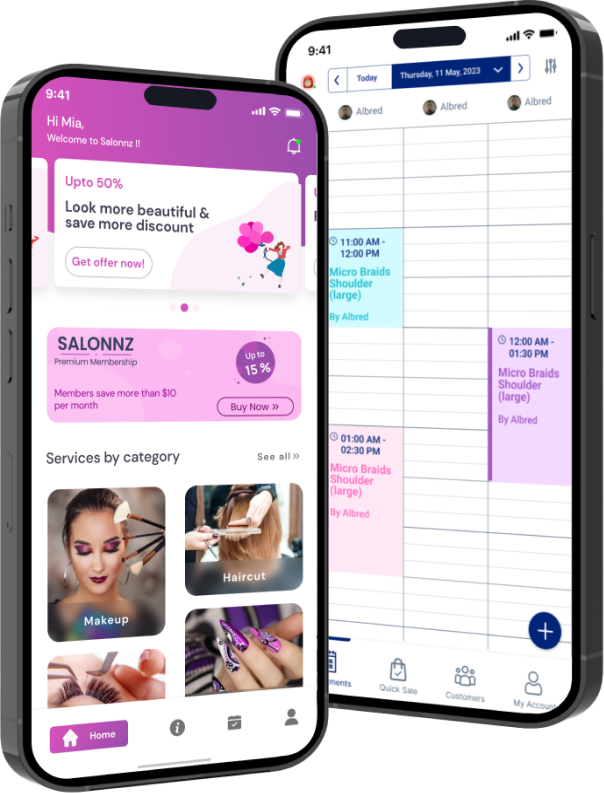 9:41
Hi Mia,
Welcome to Salonnz !!
Upto 50%
Look more beautiful &
save more discount
Get offer now!
SALONNZ
Premium Membership
Members save more than $10
per month
Up to
15 %
Buy Now »
Services by category
See all »
Makeup
Haircut
Home
9:41
Today
Thursday, 11 May, 2023
Albred
Albred
Albred
11:00 AM -
12:00 PM
Micro Braids
Shoulder
(large)
By Albred
12:00 AM -
01:30 PM
Micro Braids
Shoulder
(large)
By Albred
01:00 AM -
02:30 PM
Micro Braids
Shoulder
(large)
By Albred
ments
Quick Sale
Customers
My Account